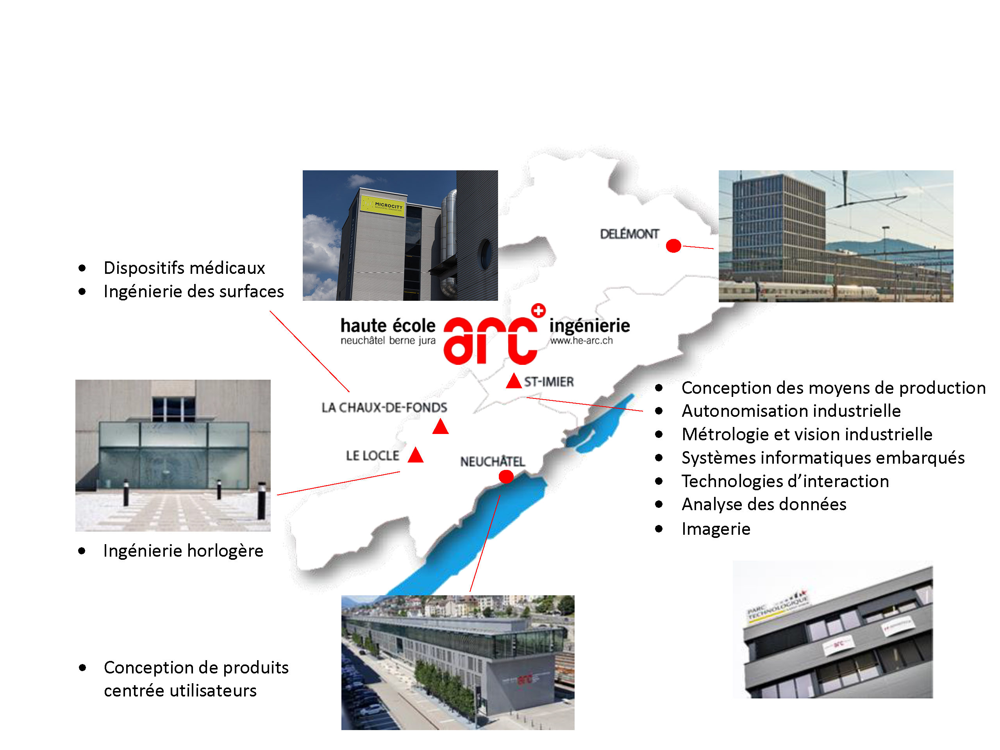 MICROCITY
NEUCHÂTEL INNOVATION
DELÉMONT
• Dispositifs médicaux
• Ingénierie des surfaces
haute école arc ingénierie
neuchâtel berne jura www.he-arc.ch
ST-IMIER
LA CHAUX-DE-FONDS
LE LOCLE
NEUCHÂTEL
• Conception des moyens de production
• Autonomisation industrielle
• Métrologie et vision industrielle
• Systèmes informatiques embarqués
• Technologies d’interaction
• Analyse des données
• Imagerie
• Ingénierie horlogère
• Conception de produits
centrée utilisateurs
arc
PARC
TECHNOLOGIQUE
arc